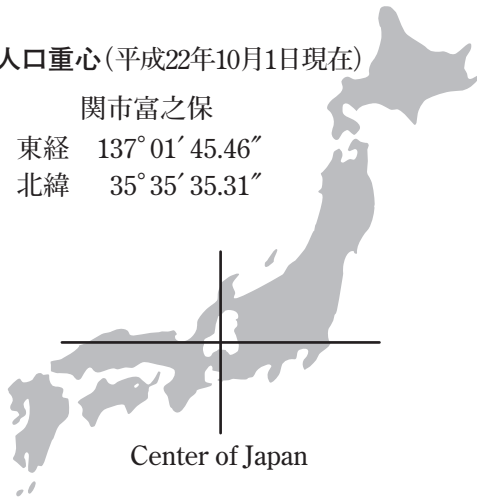 人口重心(平成22年10月1日現在)
関市富之保
東経 137°01′45.46″
北緯 35°35′35.31″
Center of Japan